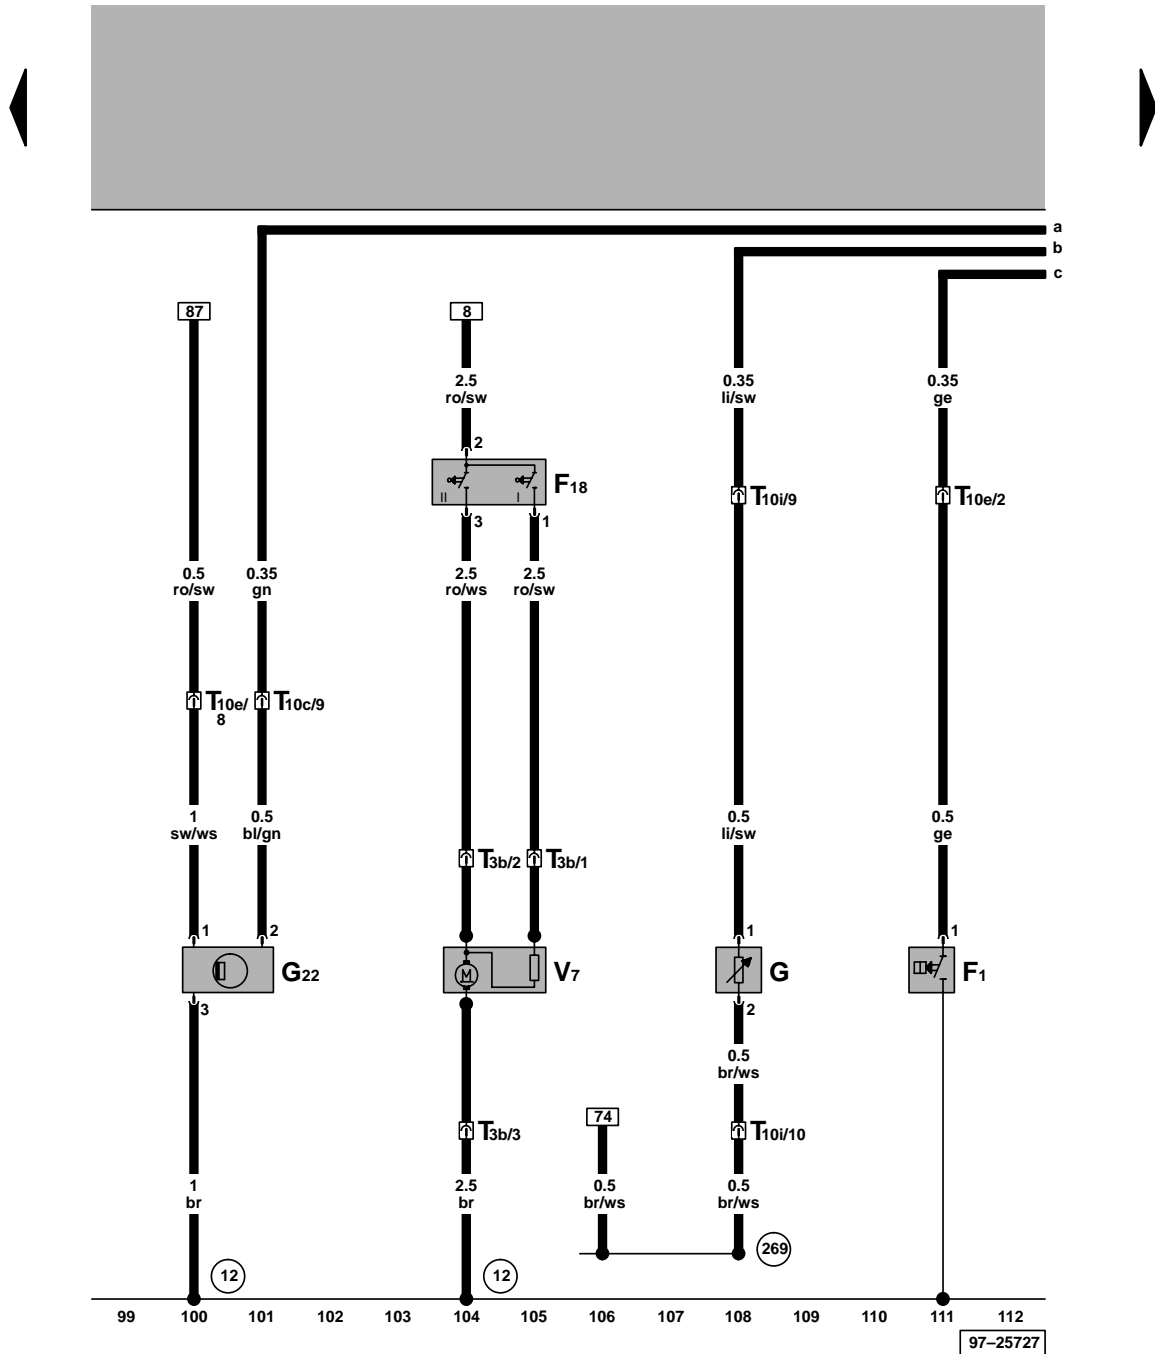 a
b
c
87
8
2.5
ro/sw
0.35
li/sw
0.35
ge
2
F18
II
I
3
1
T10i/9
T10e/2
0.5
ro/sw
0.35
gn
2.5
ro/ws
2.5
ro/sw
T10e/
8
T10c/9
1
sw/ws
0.5
bl/gn
0.5
li/sw
0.5
ge
T3b/2
T3b/1
1
2
1
1
G22
M
V7
G
F1
3
2
0.5
br/ws
74
T3b/3
T10i/10
1
br
2.5
br
0.5
br/ws
0.5
br/ws
269
12
12
99 100 101 102 103 104 105 106 107 108 109 110 111 112
97–25727